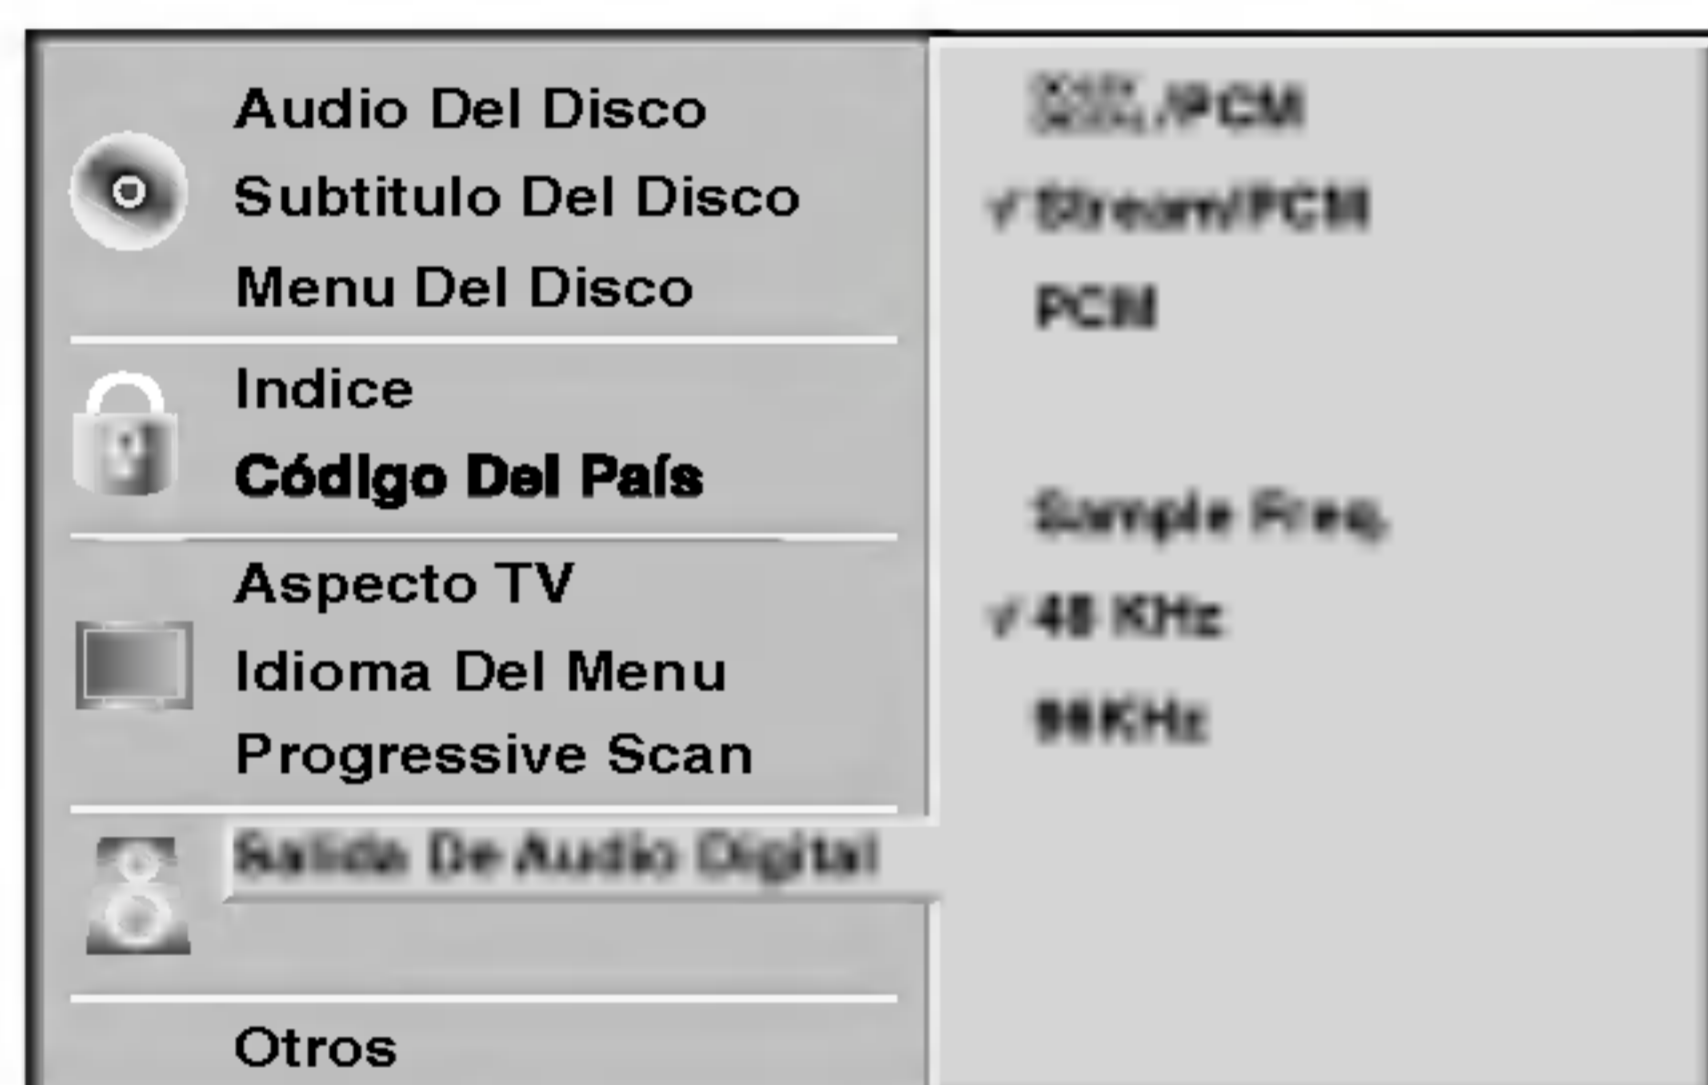 Audio Del Disco
Subtitulo Del Disco
Menu Del Disco
Indice
Código Del País
Aspecto TV
Idioma Del Menu
Progressive Scan
Salida De Audio Digital
Otros
/PCM
√ Stream/PCM
PCM
Sample Freq.
√ 48 KHz
96KHz